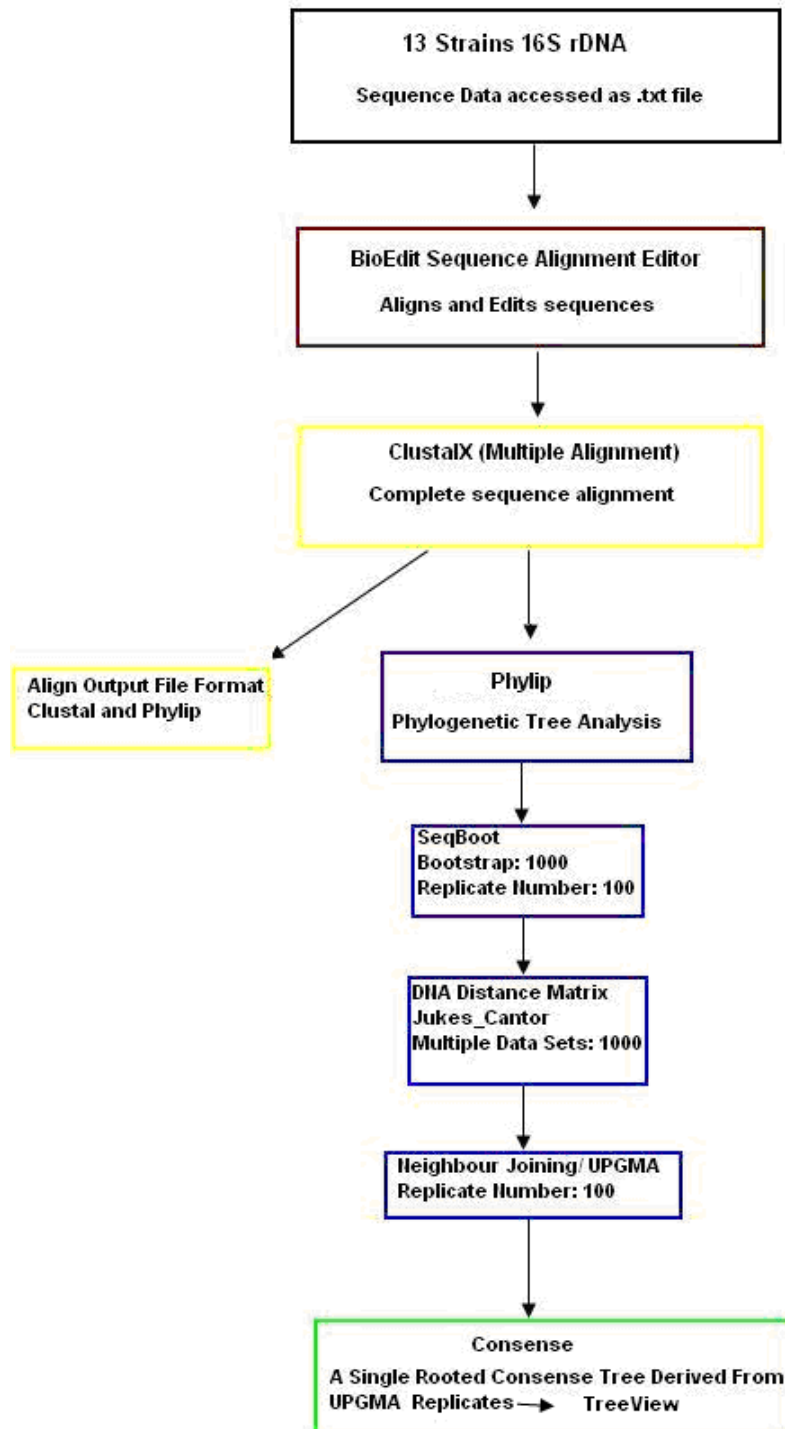 13 Strains 16S rDNA
Sequence Data accessed as .txt file
BioEdit Sequence Alignment Editor
Aligns and Edits sequences
ClustalX (Multiple Alignment)
Complete sequence alignment
Align Output File Format
Clustal and Phylip
Phylip
Phylogenetic Tree Analysis
SeqBoot
Bootstrap: 1000
Replicate Number: 100
DNA Distance Matrix
Jukes_Cantor
Multiple Data Sets: 1000
Neighbour Joining/ UPGMA
Replicate Number: 100
Consense
A Single Rooted Consense Tree Derived From
UPGMA Replicates → TreeView